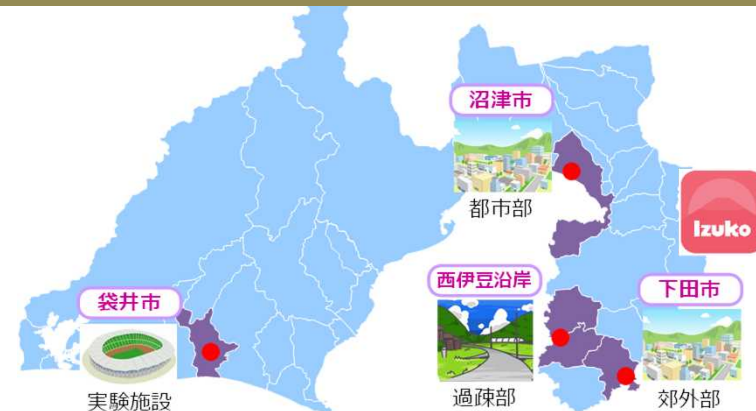 沼津市
都市部
Izuko
袋井市
実験施設
西伊豆沿岸
過疎部
下田市
郊外部